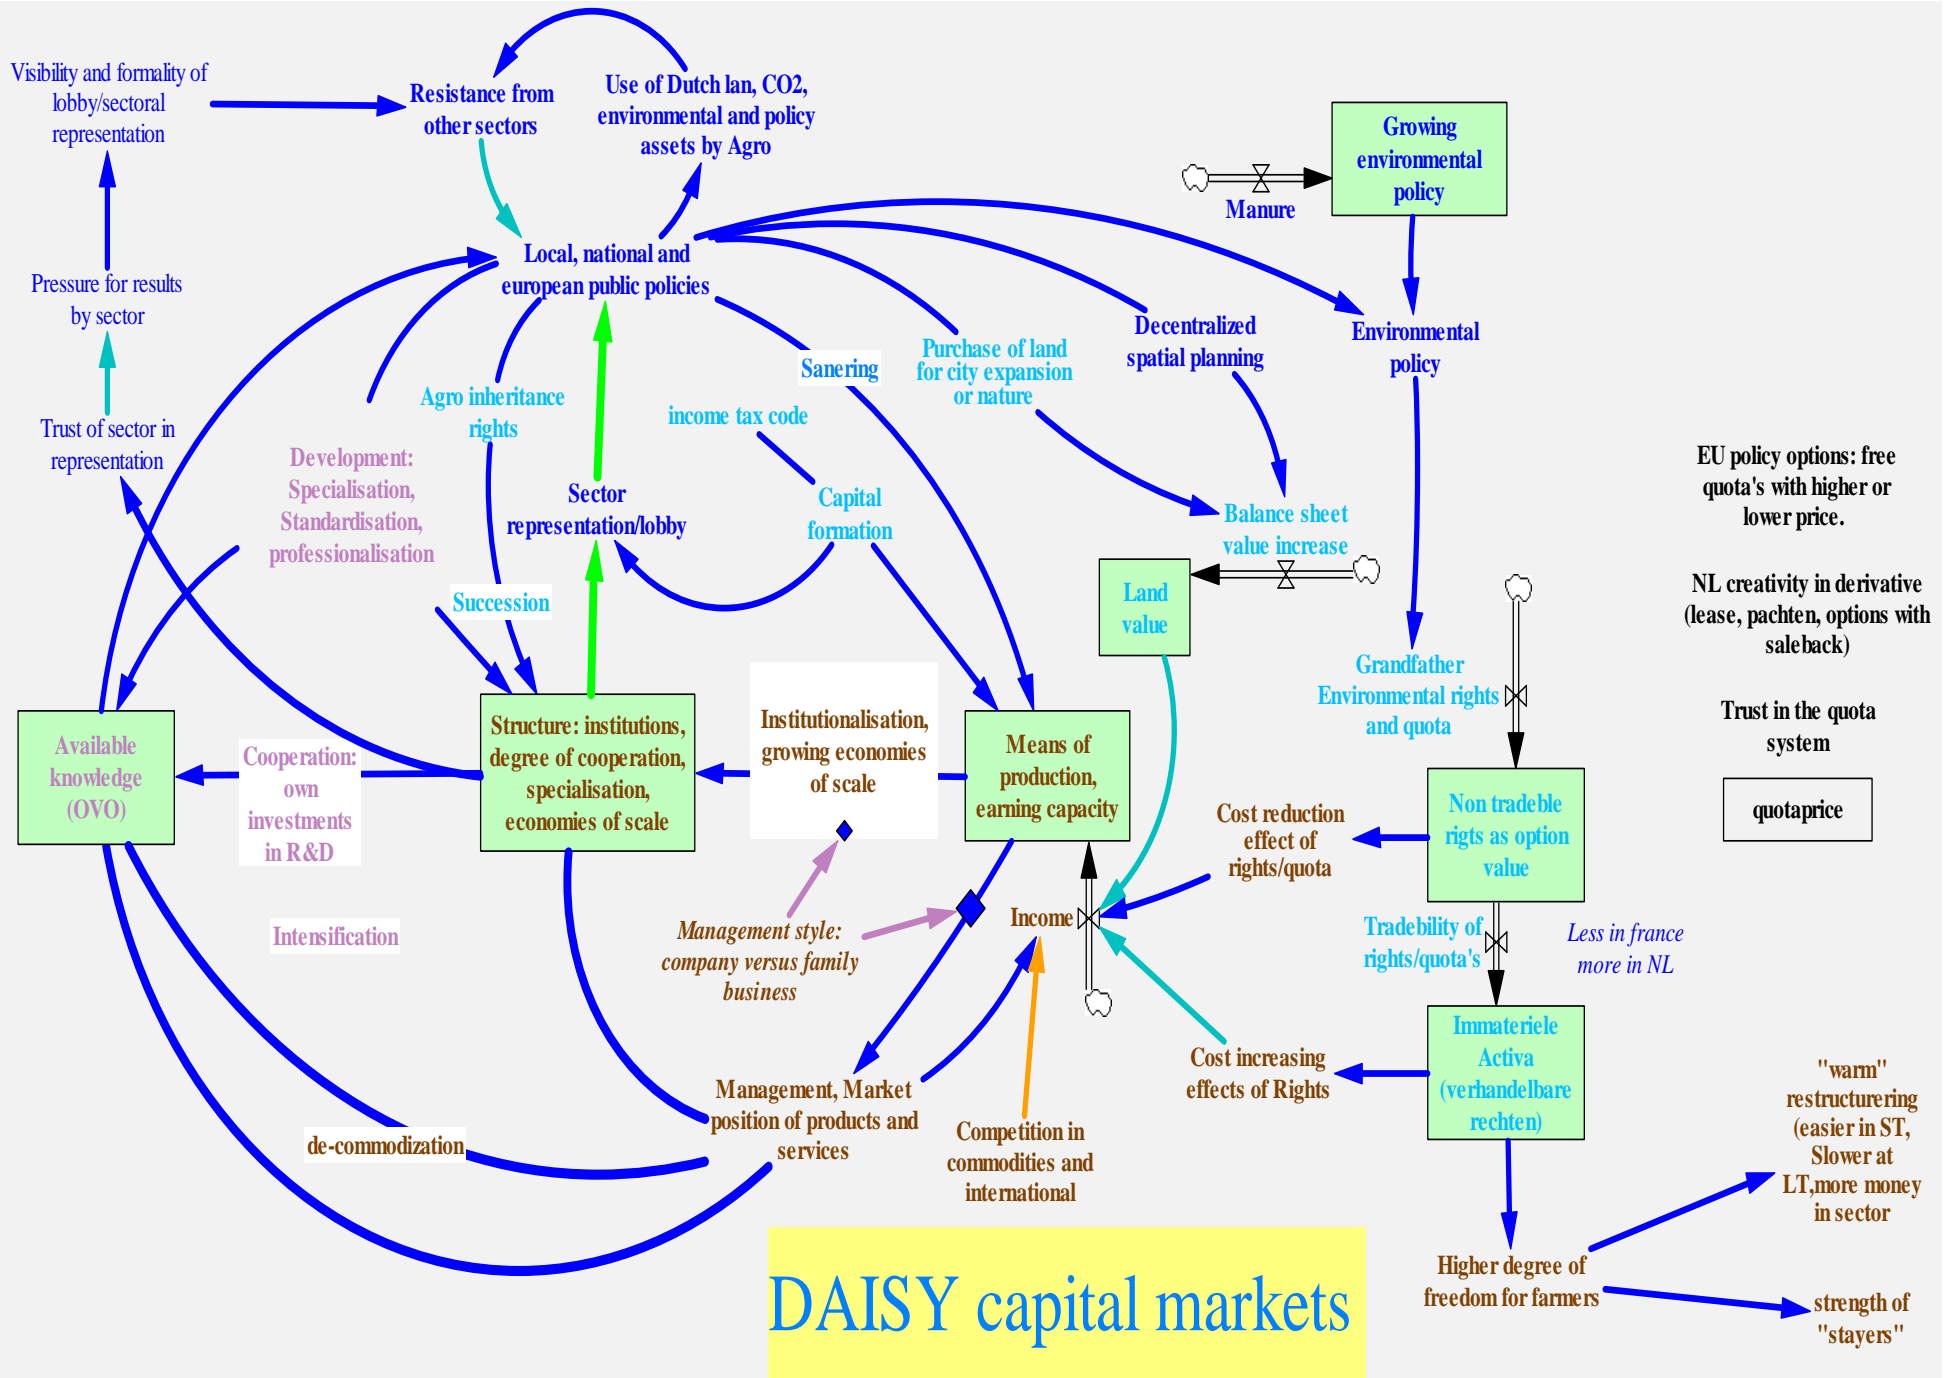 Visibility and formality of
lobby/sectoral
representation
Resistance from
other sectors
Use of Dutch lan, CO2,
environmental and policy
assets by Agro
Growing
environmental
policy
Manure
Pressure for results
by sector
Local, national and
european public policies
Decentralized
spatial planning
Environmental
policy
Purchase of land
for city expansion
or nature
Sanering
Agro inheritance
rights
income tax code
Trust of sector in
representation
Development:
Specialisation,
Standardisation,
professionalisation
Sector
representation/lobby
Capital
formation
Balance sheet
value increase
EU policy options: free
quota's with higher or
lower price.
NL creativity in derivative
(lease, pachten, options with
saleback)
Trust in the quota
system
quotaprice
Succession
Land
value
Grandfather
Environmental rights
and quota
Available
knowledge
(OVO)
Cooperation:
own
investments
in R&D
Structure: institutions,
degree of cooperation,
specialisation,
economies of scale
Institutionalisation,
growing economies
of scale
Means of
production,
earning capacity
Cost reduction
effect of
rights/quota
Non tradeble
rigts as option
value
Intensification
Management style:
company versus family
business
Income
Tradebility of
rights/quota's
Less in france
more in NL
Immateriele
Activa
(verhandelbare
rechten)
Cost increasing
effects of Rights
Management, Market
position of products and
services
de-commodization
Competition in
commodities and
international
"warm"
restructurering
(easier in ST,
Slower at
LT,more money
in sector
Higher degree of
freedom for farmers
strength of
"stayers"
DAISY capital markets